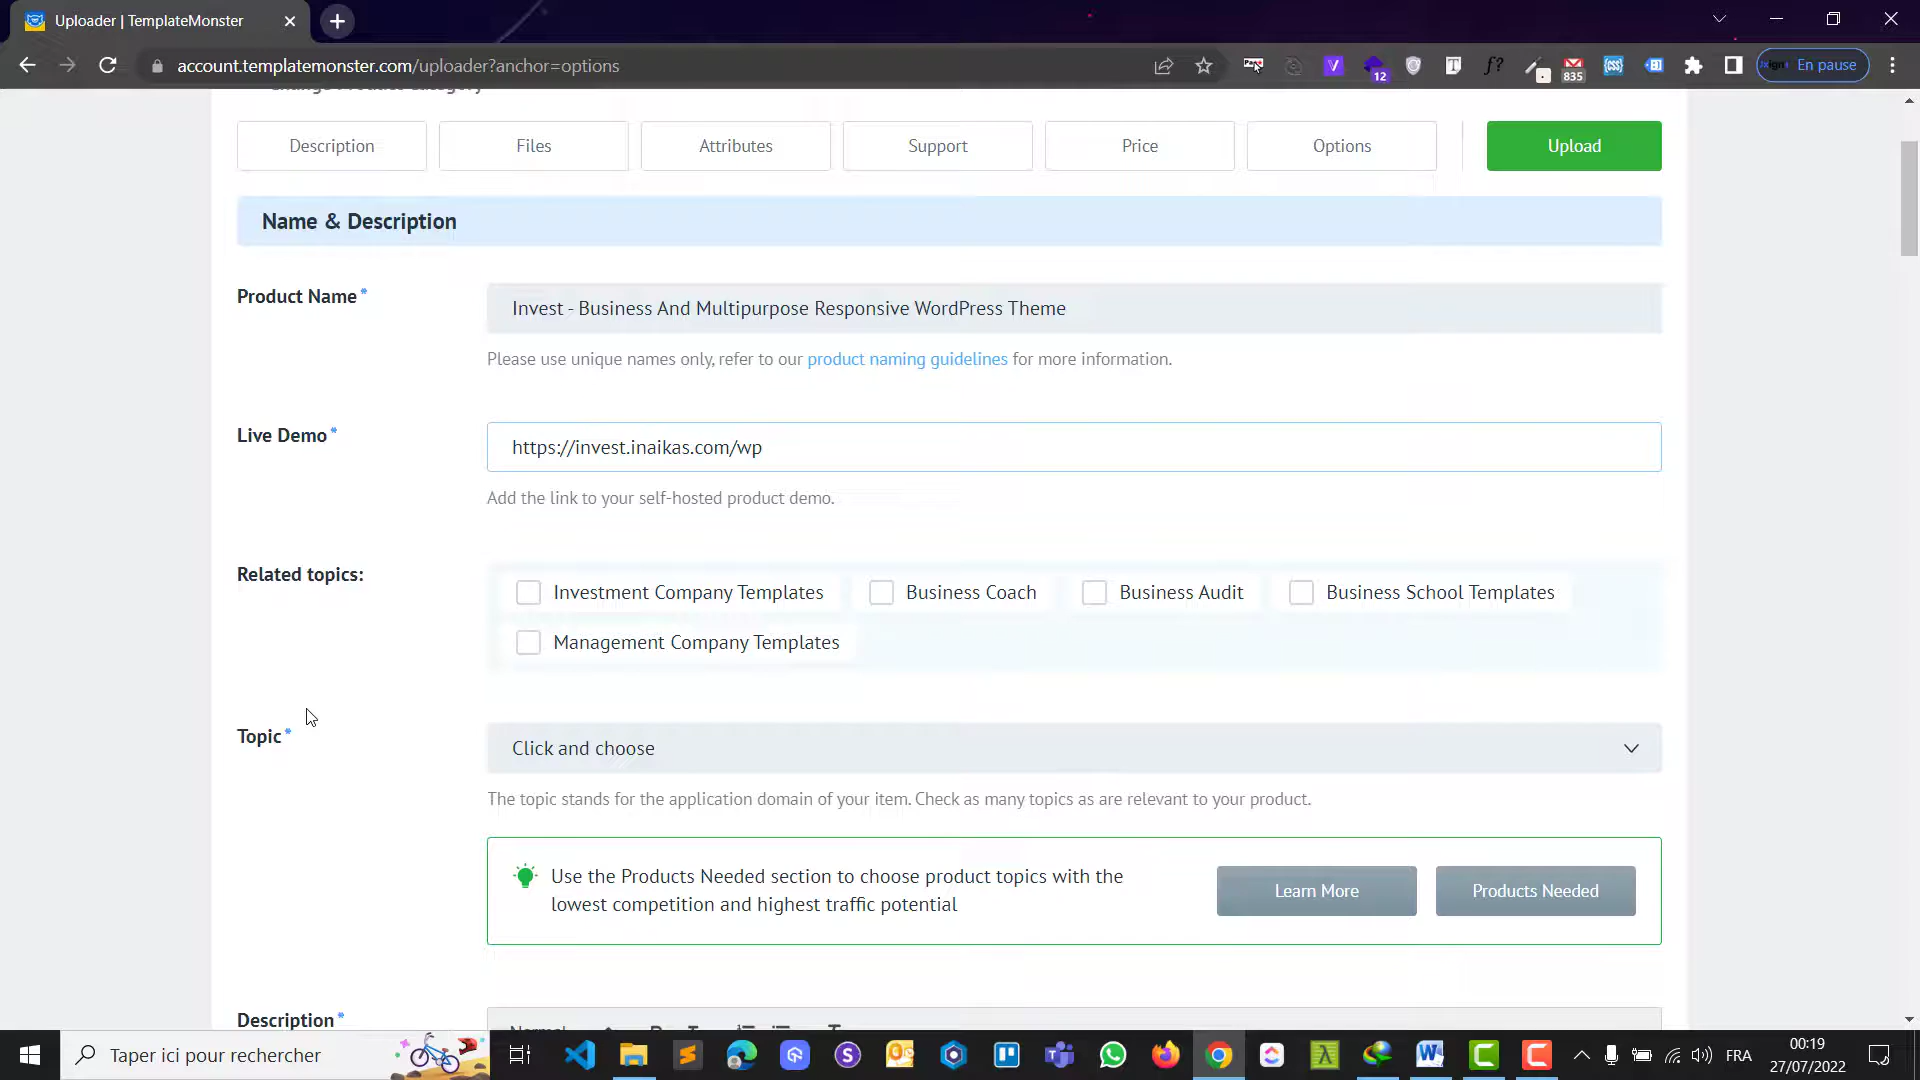 Uploader | TemplateMonster
account.templatemonster.com/uploader?anchor=options
12
835
En pause
Change Product Category
Description Files Attributes Support Price Options Upload
Name & Description
Product Name*
Invest - Business And Multipurpose Responsive WordPress Theme
Please use unique names only, refer to our product naming guidelines for more information.
Live Demo*
https://invest.inaikas.com/wp
Add the link to your self-hosted product demo.
Related topics:
Investment Company Templates Business Coach Business Audit Business School Templates
Management Company Templates
Topic*
Click and choose
The topic stands for the application domain of your item. Check as many topics as are relevant to your product.
Use the Products Needed section to choose product topics with the
lowest competition and highest traffic potential
Learn More Products Needed
Description*
Normal
Taper ici pour rechercher
FRA
00:19
27/07/2022